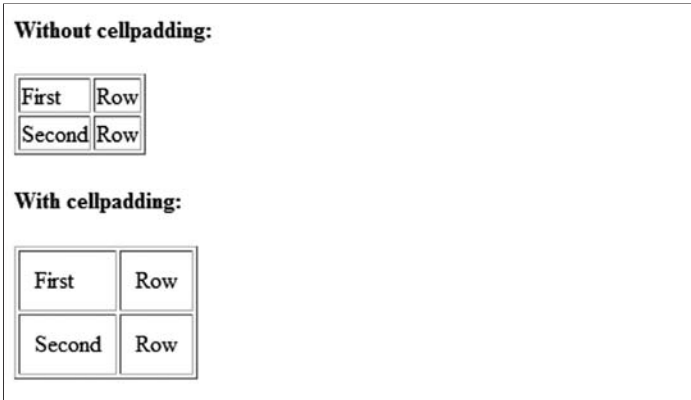 Without cellpadding:
First Row
Second Row
With cellpadding:
First Row
Second Row